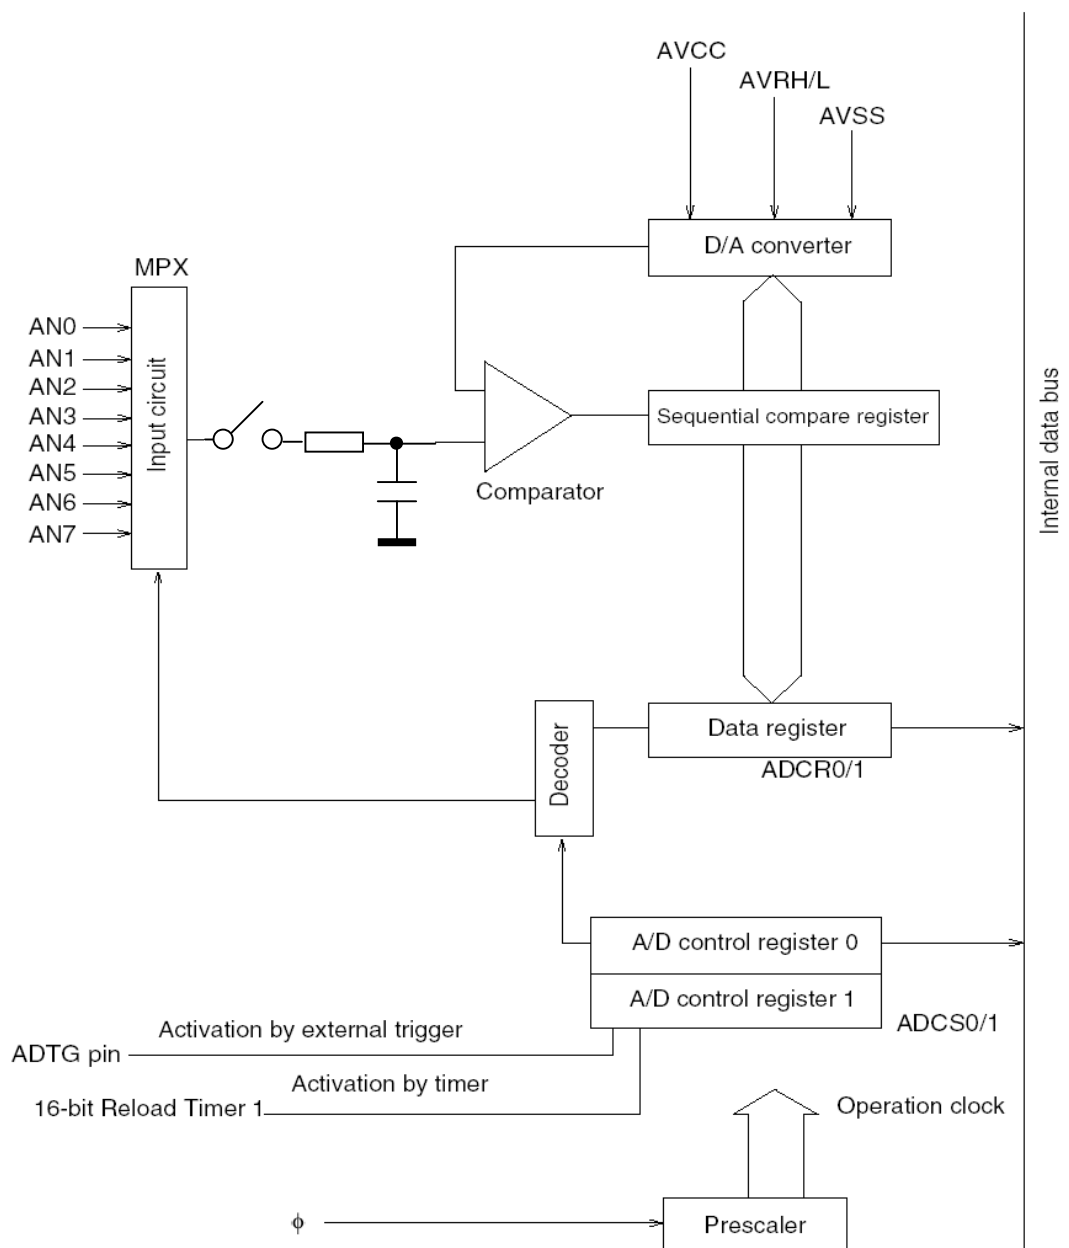 AVCC
AVRH/L
AVSS
D/A converter
MPX
AN0
AN1
AN2
AN3
AN4
AN5
AN6
AN7
Input circuit
Sequential compare register
Comparator
Internal data bus
Decoder
Data register
ADCR0/1
A/D control register 0
A/D control register 1
ADCS0/1
Activation by external trigger
ADTG pin
Activation by timer
16-bit Reload Timer 1
Operation clock
ϕ
Prescaler